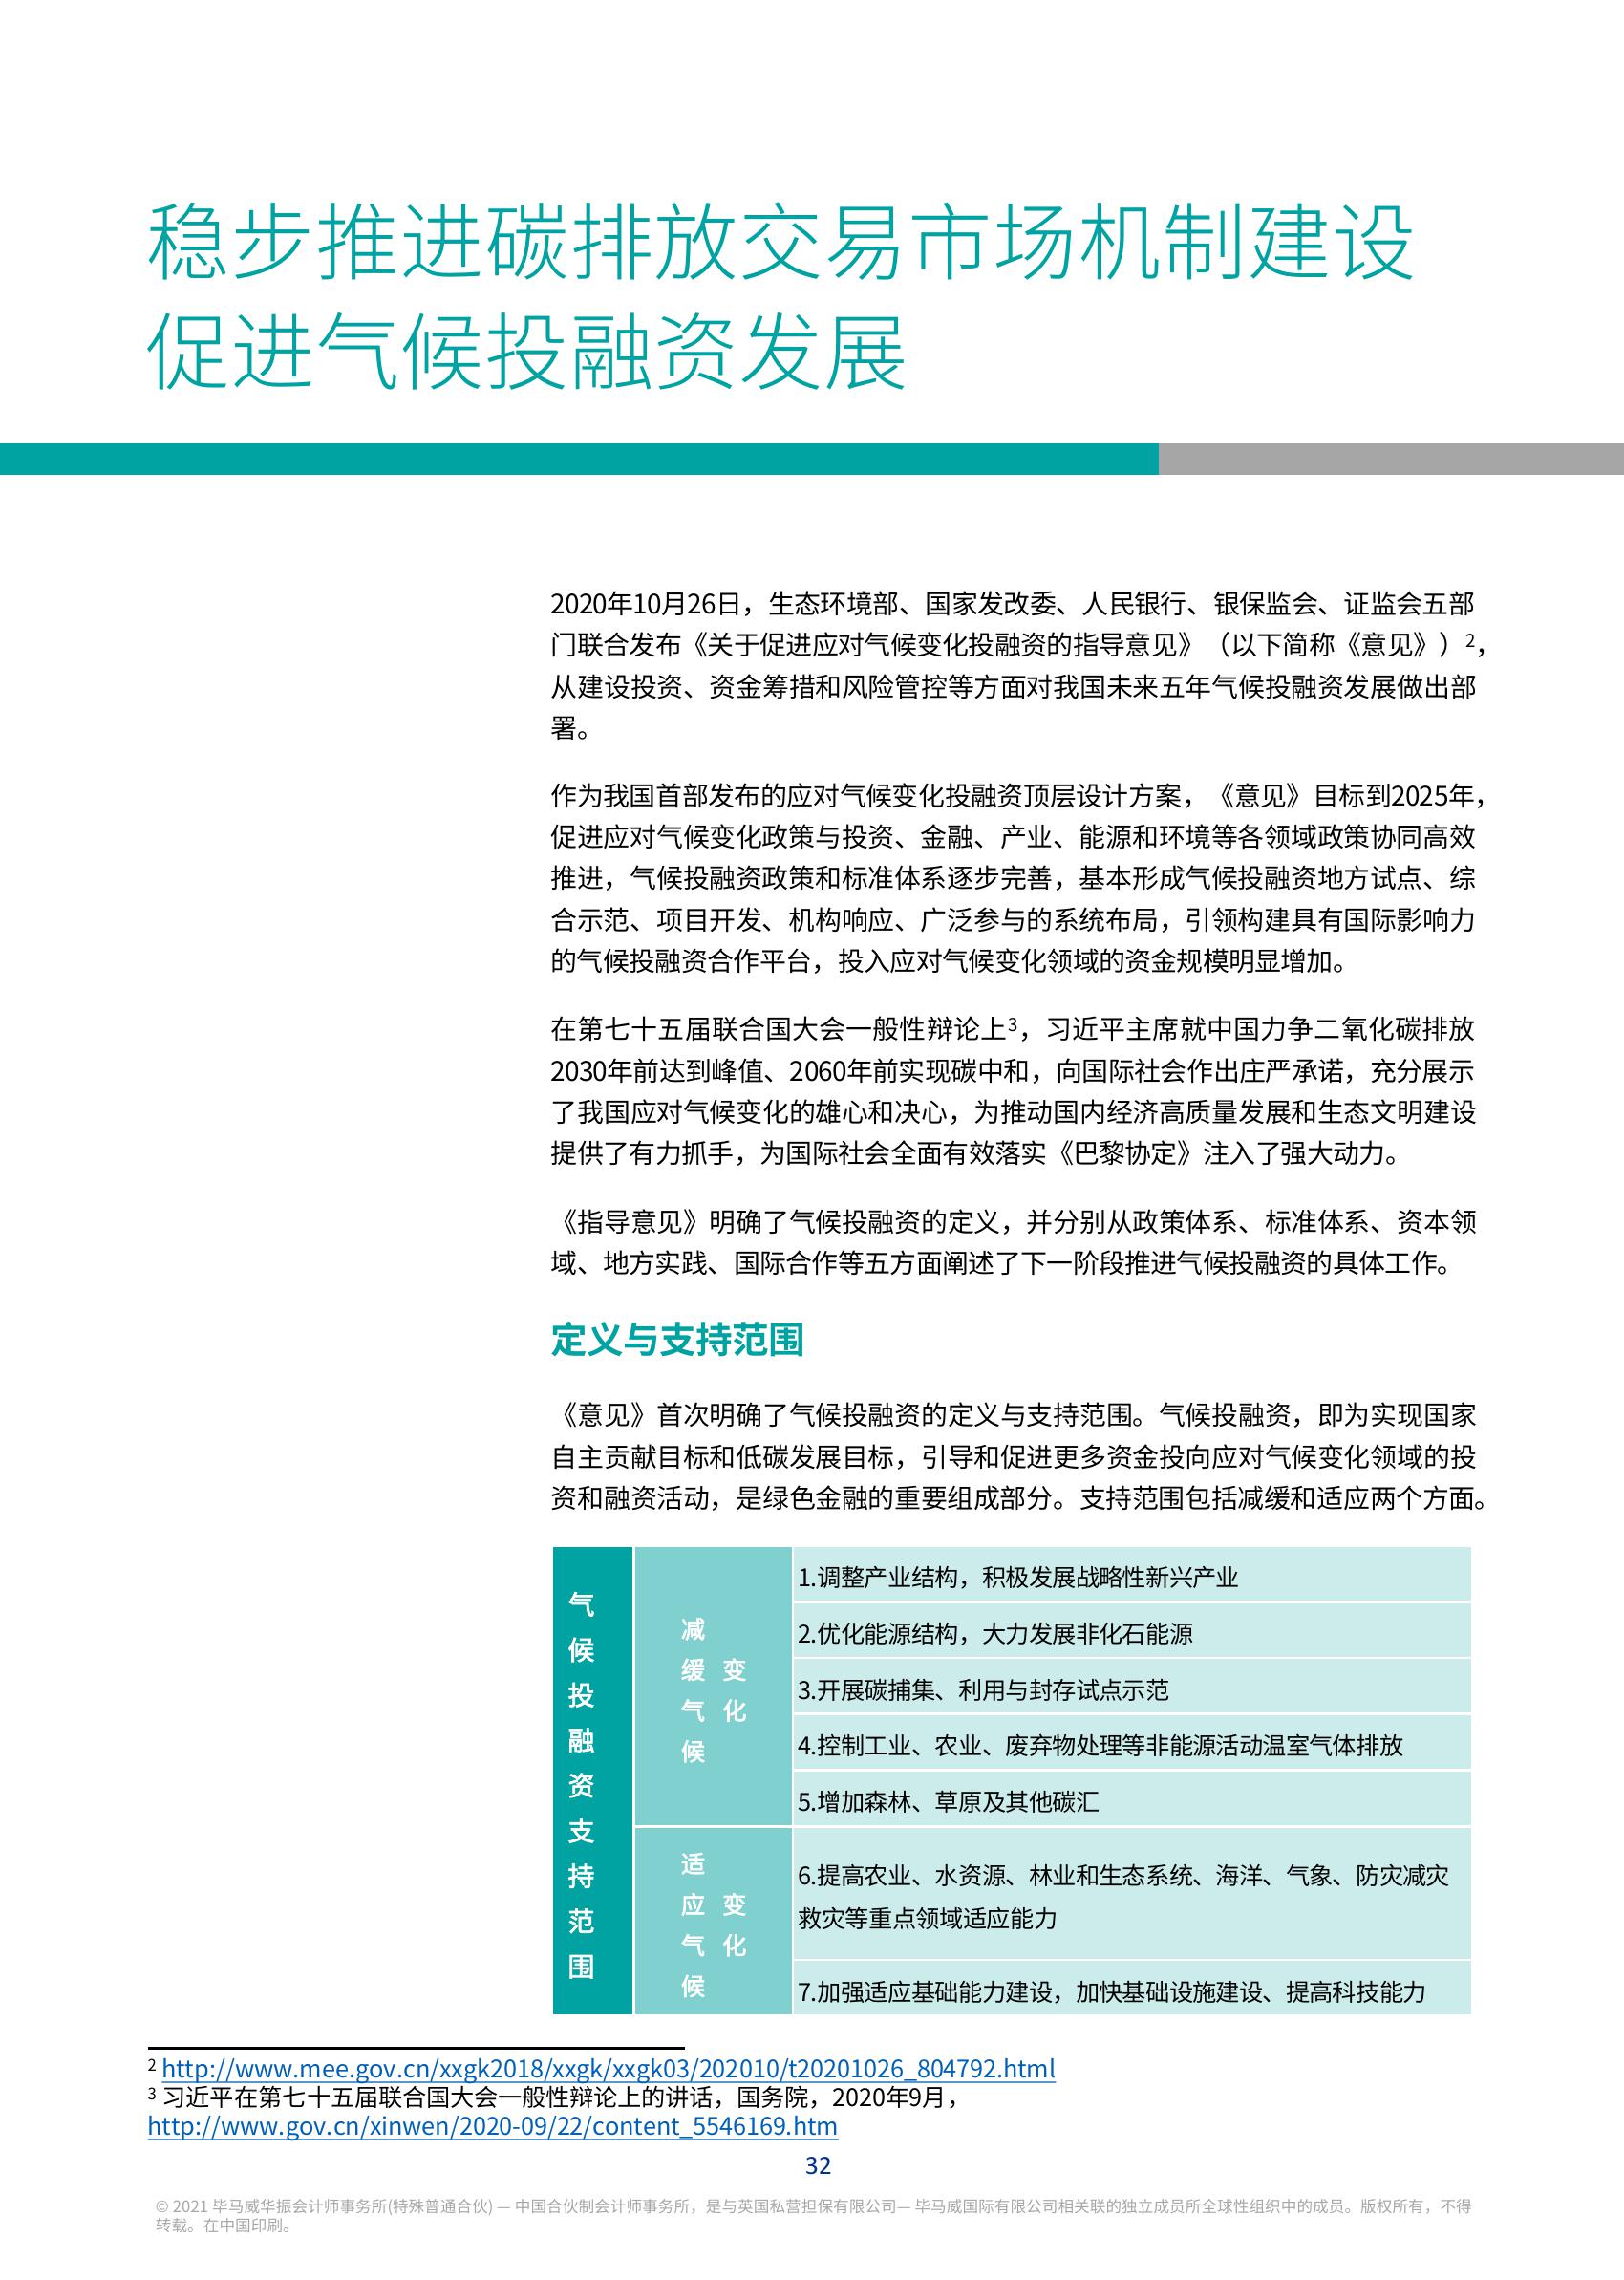 稳步推进碳排放交易市场机制建设
促进气候投融资发展
2020年10月26日，生态环境部、国家发改委、人民银行、银保监会、证监会五部
门联合发布《关于促进应对气候变化投融资的指导意见》（以下简称《意见》）2，
从建设投资、资金筹措和风险管控等方面对我国未来五年气候投融资发展做出部
署。
作为我国首部发布的应对气候变化投融资顶层设计方案，《意见》目标到2025年，
促进应对气候变化政策与投资、金融、产业、能源和环境等各领域政策协同高效
推进，气候投融资政策和标准体系逐步完善，基本形成气候投融资地方试点、综
合示范、项目开发、机构响应、广泛参与的系统布局，引领构建具有国际影响力
的气候投融资合作平台，投入应对气候变化领域的资金规模明显增加。
在第七十五届联合国大会一般性辩论上3，习近平主席就中国力争二氧化碳排放
2030年前达到峰值、2060年前实现碳中和，向国际社会作出庄严承诺，充分展示
了我国应对气候变化的雄心和决心，为推动国内经济高质量发展和生态文明建设
提供了有力抓手，为国际社会全面有效落实《巴黎协定》注入了强大动力。
《指导意见》明确了气候投融资的定义，并分别从政策体系、标准体系、资本领
域、地方实践、国际合作等五方面阐述了下一阶段推进气候投融资的具体工作。
定义与支持范围
《意见》首次明确了气候投融资的定义与支持范围。气候投融资，即为实现国家
自主贡献目标和低碳发展目标，引导和促进更多资金投向应对气候变化领域的投
资和融资活动，是绿色金融的重要组成部分。支持范围包括减缓和适应两个方面。
气候投融资支持范围
减缓气候
变化
1.调整产业结构，积极发展战略性新兴产业
2.优化能源结构，大力发展非化石能源
3.开展碳捕集、利用与封存试点示范
4.控制工业、农业、废弃物处理等非能源活动温室气体排放
5.增加森林、草原及其他碳汇
适应气候
变化
6.提高农业、水资源、林业和生态系统、海洋、气象、防灾减灾
救灾等重点领域适应能力
7.加强适应基础能力建设，加快基础设施建设、提高科技能力
2 http://www.mee.gov.cn/xxgk2018/xxgk/xxgk03/202010/t20201026_804792.html
3 习近平在第七十五届联合国大会一般性辩论上的讲话，国务院，2020年9月，
http://www.gov.cn/xinwen/2020-09/22/content_5546169.htm
32
© 2021 毕马威华振会计师事务所(特殊普通合伙) — 中国合伙制会计师事务所，是与英国私营担保有限公司— 毕马威国际有限公司相关联的独立成员所全球性组织中的成员。版权所有，不得
转载。在中国印刷。